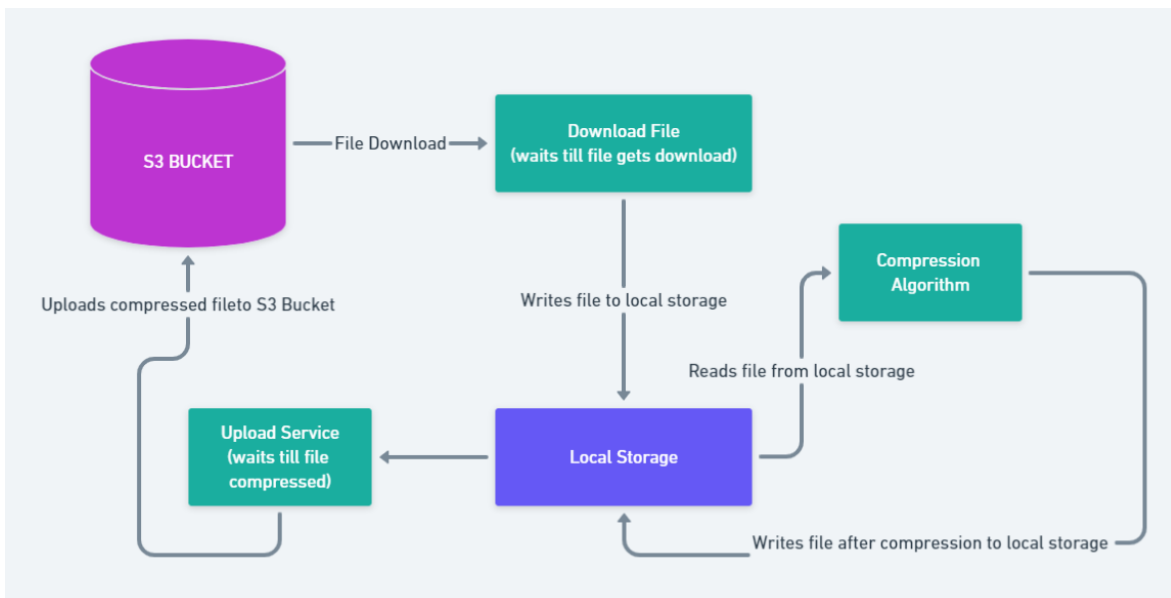 S3 BUCKET
File Download
Download File
(waits till file gets download)
Compression
Algorithm
Writes file to local storage
Uploads compressed fileto S3 Bucket
Reads file from local storage
Upload Service
(waits till file
compressed)
Local Storage
Writes file after compression to local storage